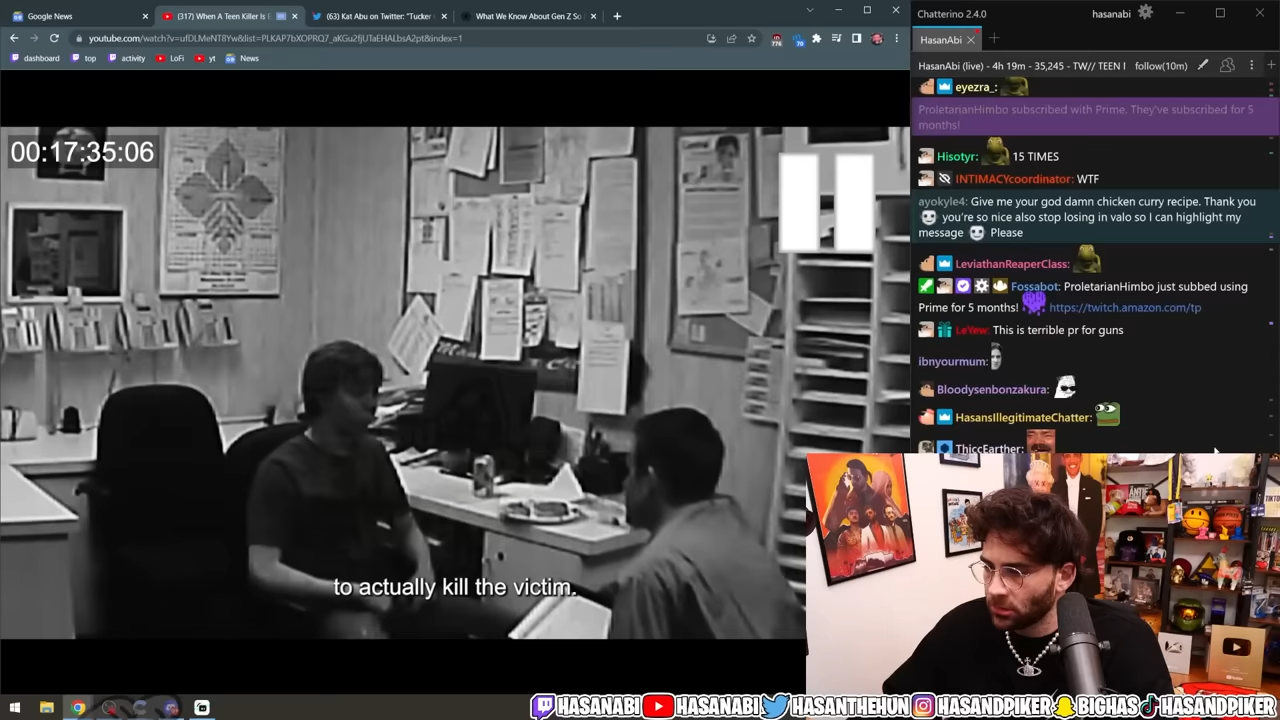 Google News
(317) When A Teen Killer Is
(63) Kat Abu on Twitter: "Tucker
What We Know About Gen Z So
youtube.com/watch?v=ufDLMeNT8Yw&list=PLKAP7bXOPRQ7_aKGu2fjUTaEHALbsA2pt&index=1
dashboard
top
activity
LoFi
yt
News
00:17:35:06
to actually kill the victim.
Chatterino 2.4.0
hasanabi
HasanAbi
HasanAbi (live) - 4h 19m - 35,245 - TW// TEEN
follow(10m)
eyezra_:
ProletarianHimbo subscribed with Prime. They've subscribed for 5
months!
Hisotyr: 15 TIMES
INTIMACYcoordinator: WTF
ayokyle4: Give me your god damn chicken curry recipe. Thank you
you're so nice also stop losing in valo so I can highlight my
message Please
LeviathanReaperClass:
Fossabot: ProletarianHimbo just subbed using
Prime for 5 months! https://twitch.amazon.com/tp
LeYew: This is terrible pr for guns
ibnyourmum:
Bloodysenbonzakura:
HasansIllegitimateChatter:
ThiccEarther:
HASANABI
HASANABI
HASANTHEHUN
HASANDPIKER
BIGHAS
HASANDPIKER